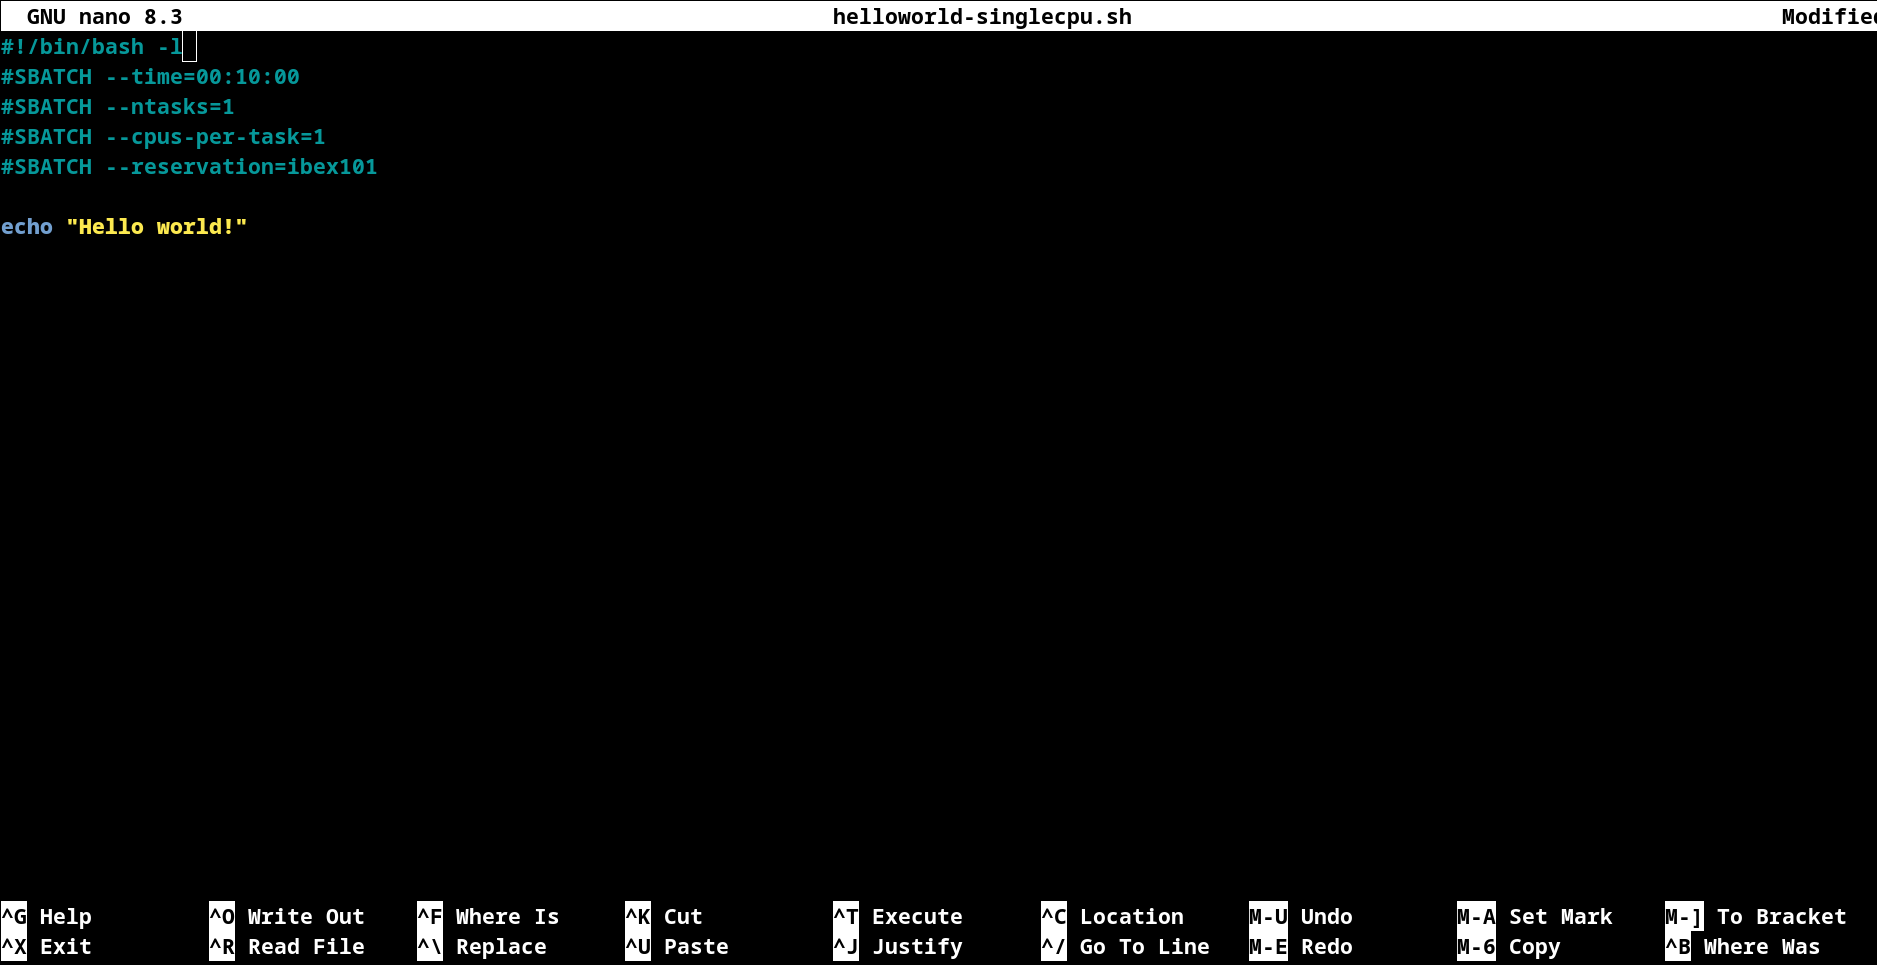 GNU nano 8.3 helloworld-singlecpu.sh Modified
#!/bin/bash -l
#SBATCH --time=00:10:00
#SBATCH --ntasks=1
#SBATCH --cpus-per-task=1
#SBATCH --reservation=ibex101
echo "Hello world!"
^G Help ^O Write Out ^F Where Is ^K Cut ^T Execute ^C Location M-U Undo M-A Set Mark M-] To Bracket
^X Exit ^R Read File ^\ Replace ^U Paste ^J Justify ^/ Go To Line M-E Redo M-6 Copy ^B Where Was